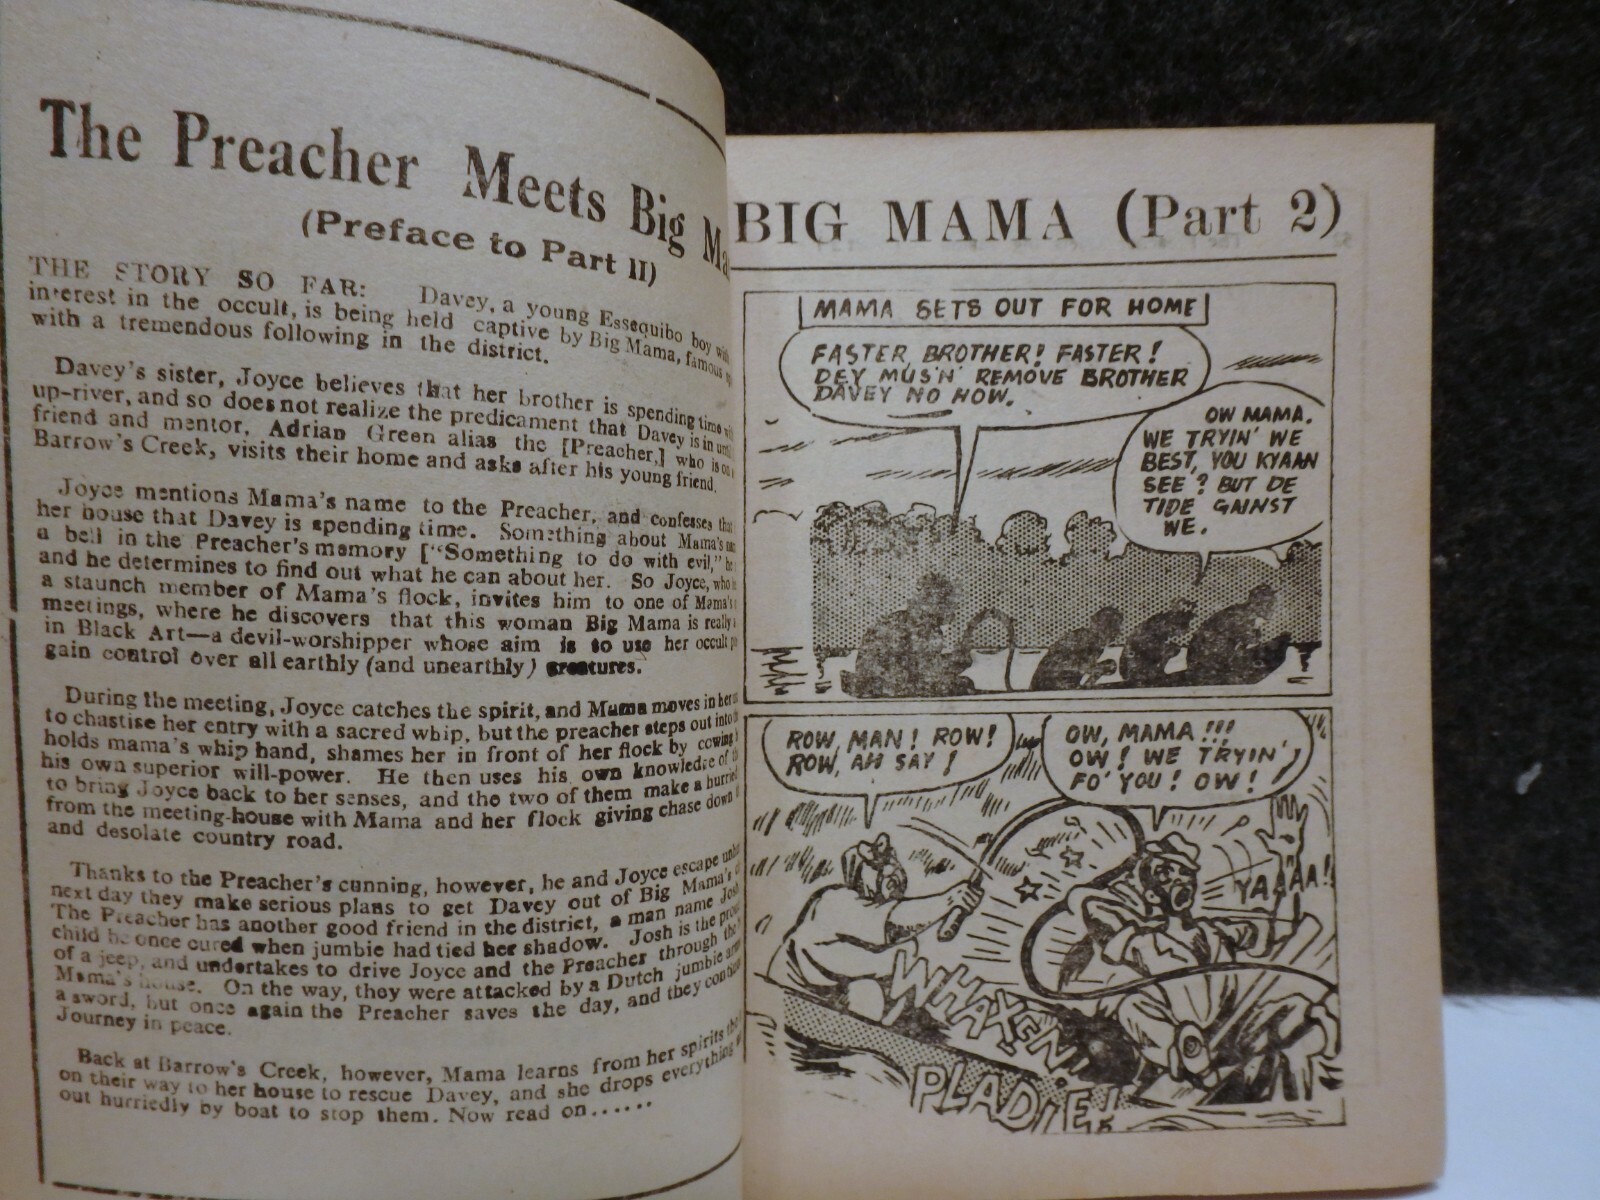 The Preacher Meets Big Ma
(Preface to Part II)
THE STORY SO FAR: Davey, a young Essequibo boy with
interest in the occult, is being held captive by Big Mama, famous
with a tremendous following in the district.
Davey's sister, Joyce believes that her brother is spending time
up-river, and so does not realize the predicament that Davey is in
friend and mentor, Adrian Green alias the [Preacher,] who is on
Barrow's Creek, visits their home and asks after his young friend.
Joyce mentions Mama's name to the Preacher, and confesses that
her house that Davey is spending time. Something about Mama's
a bell in the Preacher's memory ["Something to do with evil,"
and he determines to find out what he can about her. So Joyce, who
a staunch member of Mama's flock, invites him to one of Mama's
meetings, where he discovers that this woman Big Mama is really
in Black Art—a devil-worshipper whose aim is to use her occult
gain control over all earthly (and unearthly) creatures.
During the meeting, Joyce catches the spirit, and Mama moves in
to chastise her entry with a sacred whip, but the preacher steps out into
holds mama's whip hand, shames her in front of her flock by cowing
his own superior will-power. He then uses his own knowledge of
to bring Joyce back to her senses, and the two of them make a hurried
from the meeting-house with Mama and her flock giving chase down
and desolate country road.
Thanks to the Preacher's cunning, however, he and Joyce escape
next day they make serious plans to get Davey out of Big Mama's
The Preacher has another good friend in the district, a man name Josh
child he once cured when jumbie had tied her shadow. Josh is the
of a jeep, and undertakes to drive Joyce and the Preacher through the
Mama's house. On the way, they were attacked by a Dutch jumbie
a sword, but once again the Preacher saves the day, and they
Journey in peace.
Back at Barrow's Creek, however, Mama learns from her spirits
on their way to her house to rescue Davey, and she drops everything
out hurriedly by boat to stop them. Now read on......
BIG MAMA (Part 2)
MAMA SETS OUT FOR HOME
FASTER, BROTHER! FASTER!
DEY MUS'N' REMOVE BROTHER
DAVEY NO HOW.
OW MAMA.
WE TRYIN' WE
BEST, YOU KYAAN
SEE? BUT DE
TIDE GAINST
WE.
ROW, MAN! ROW!
ROW, AH SAY!
OW, MAMA!!!
OW! WE TRYIN'
FO' YOU! OW!
YAAAA!
WHAXEN
PLADIE!